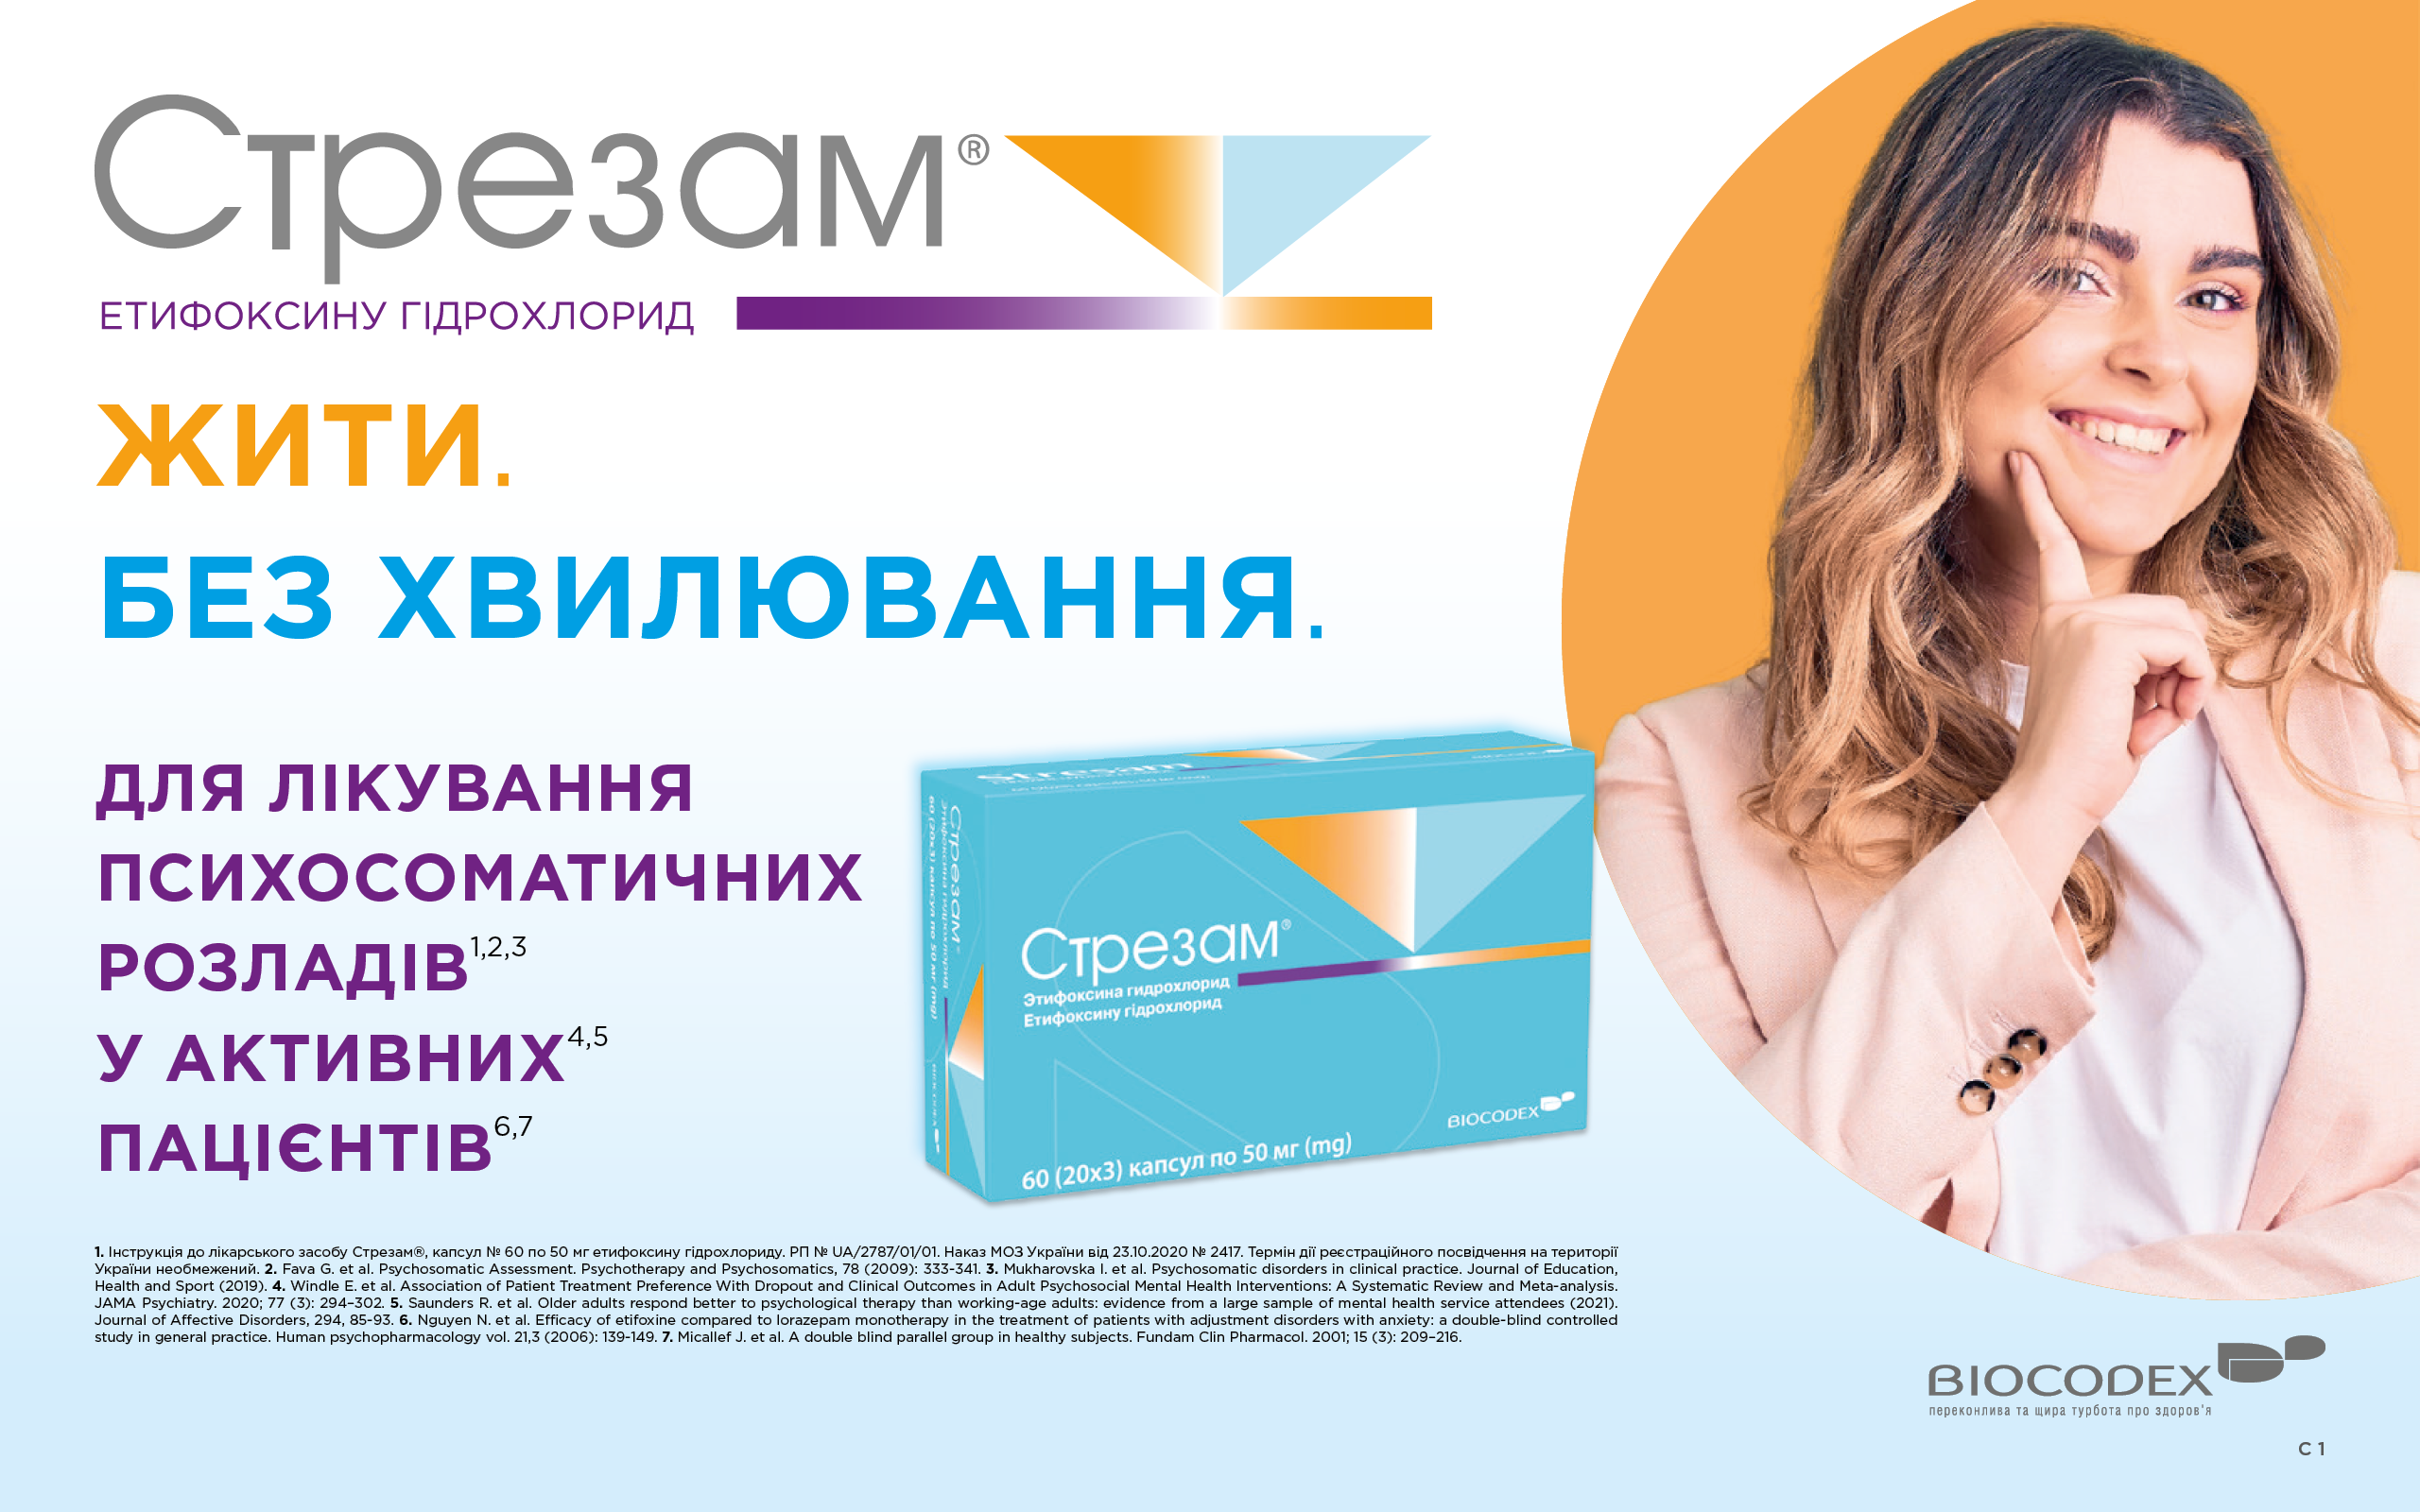 Стрезам®
ЕТИФОКСИНУ ГІДРОХЛОРИД
ЖИТИ.
БЕЗ ХВИЛЮВАННЯ.
ДЛЯ ЛІКУВАННЯ
ПСИХОСОМАТИЧНИХ
РОЗЛАДІВ1,2,3
У АКТИВНИХ4,5
ПАЦІЄНТІВ6,7
stresam
Стрезам®
60 (20x3) капсул по 50 мг (mg)
Стрезам®
Этифоксина гидрохлорид
Етифоксину гідрохлорид
BIOCODEX
60 (20x3) капсул по 50 мг (mg)
1. Інструкція до лікарського засобу Стрезам®, капсул № 60 по 50 мг етифоксину гідрохлориду. РП № UA/2787/01/01. Наказ МОЗ України від 23.10.2020 № 2417. Термін дії реєстраційного посвідчення на території
України необмежений. 2. Fava G. et al. Psychosomatic Assessment. Psychotherapy and Psychosomatics, 78 (2009): 333-341. 3. Mukharovska I. et al. Psychosomatic disorders in clinical practice. Journal of Education,
Health and Sport (2019). 4. Windle E. et al. Association of Patient Treatment Preference With Dropout and Clinical Outcomes in Adult Psychosocial Mental Health Interventions: A Systematic Review and Meta-analysis.
JAMA Psychiatry. 2020; 77 (3): 294–302. 5. Saunders R. et al. Older adults respond better to psychological therapy than working-age adults: evidence from a large sample of mental health service attendees (2021).
Journal of Affective Disorders, 294, 85-93. 6. Nguyen N. et al. Efficacy of etifoxine compared to lorazepam monotherapy in the treatment of patients with adjustment disorders with anxiety: a double-blind controlled
study in general practice. Human psychopharmacology vol. 21,3 (2006): 139-149. 7. Micallef J. et al. A double blind parallel group in healthy subjects. Fundam Clin Pharmacol. 2001; 15 (3): 209–216.
BIOCODEX
переконлива та щира турбота про здоров'я
С 1